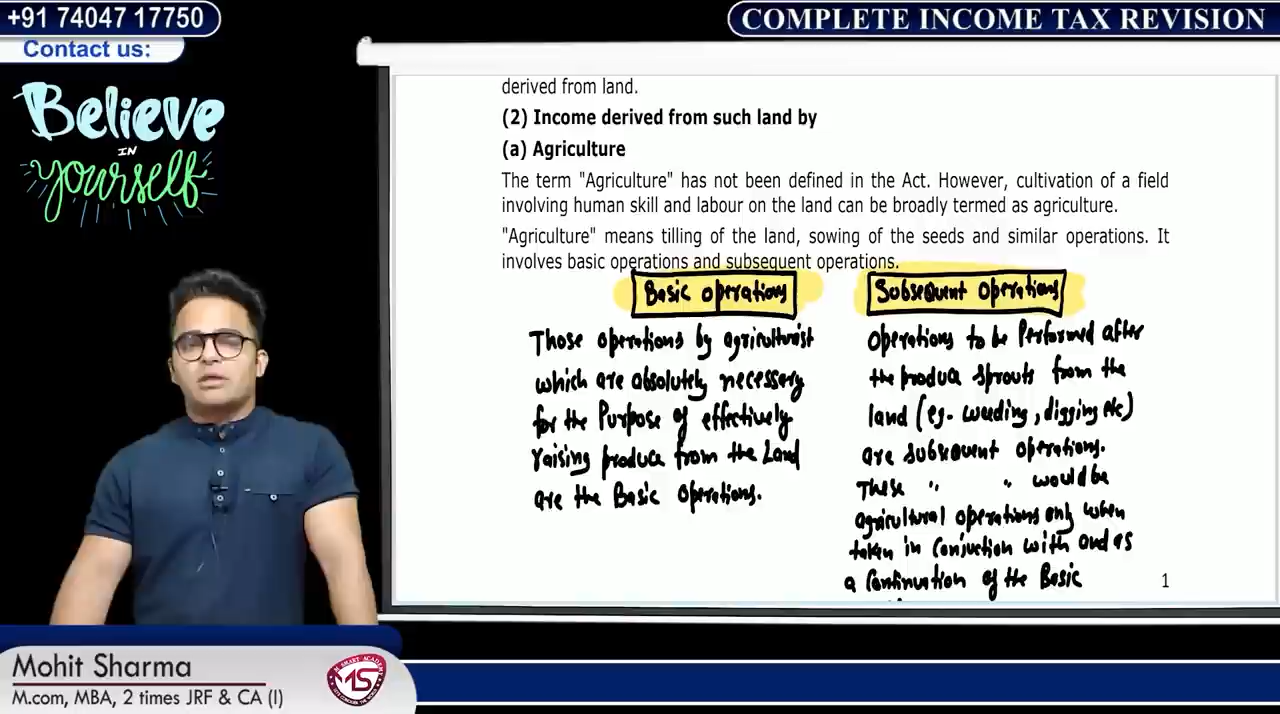 +91 74047 17750
Contact us:
COMPLETE INCOME TAX REVISION
Believe
IN
yourself
derived from land.
(2) Income derived from such land by
(a) Agriculture
The term "Agriculture" has not been defined in the Act. However, cultivation of a field
involving human skill and labour on the land can be broadly termed as agriculture.
"Agriculture" means tilling of the land, sowing of the seeds and similar operations. It
involves basic operations and subsequent operations.
Basic operations
Those operations by agriculturist
which are absolutely necessary
for the Purpose of effectively
raising produce from the Land
are the Basic Operations.
Subsequent Operations
Operations to be Performed after
the produce sprouts from the
land (eg. weeding, digging etc)
are subsequent operations.
These " " would be
agricultural operations only when
taken in Conjuction with and as
a Continuation of the Basic
1
Mohit Sharma
M.com, MBA, 2 times JRF & CA (I)
MS